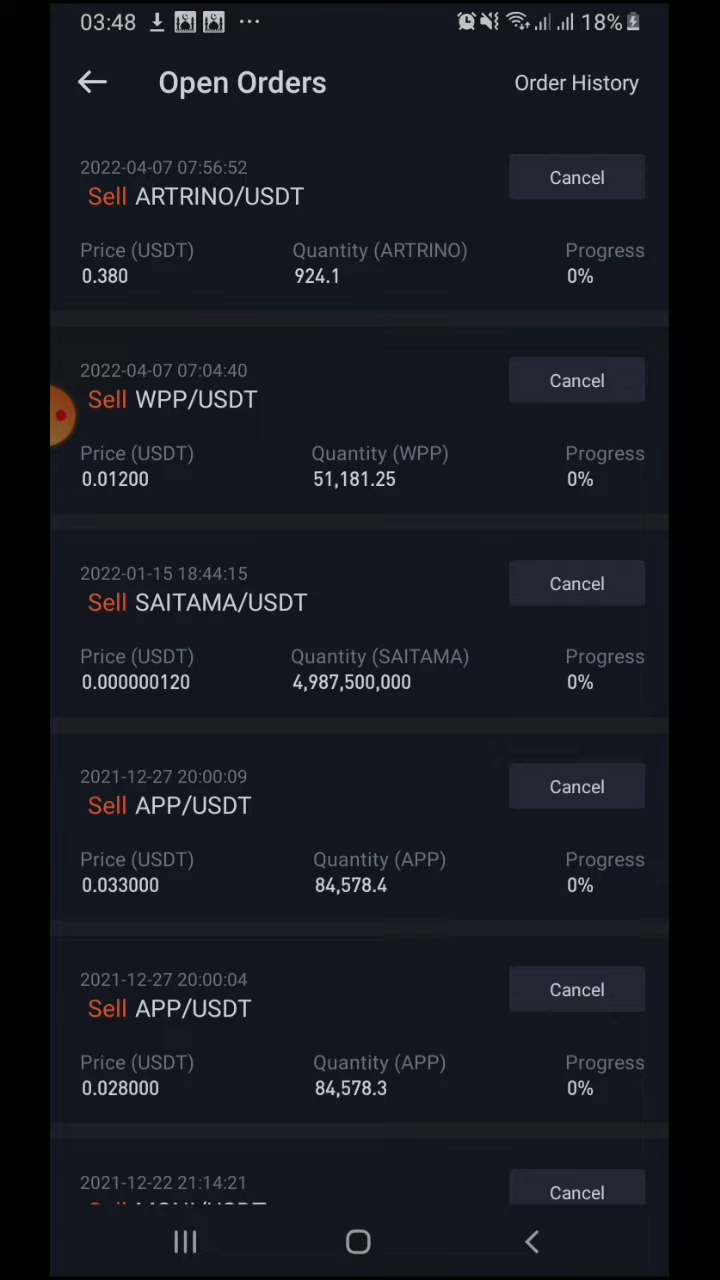 03:48 18%
Open Orders Order History
2022-04-07 07:56:52 Cancel
Sell ARTRINO/USDT
Price (USDT) Quantity (ARTRINO) Progress
0.380 924.1 0%
2022-04-07 07:04:40 Cancel
Sell WPP/USDT
Price (USDT) Quantity (WPP) Progress
0.01200 51,181.25 0%
2022-01-15 18:44:15 Cancel
Sell SAITAMA/USDT
Price (USDT) Quantity (SAITAMA) Progress
0.000000120 4,987,500,000 0%
2021-12-27 20:00:09 Cancel
Sell APP/USDT
Price (USDT) Quantity (APP) Progress
0.033000 84,578.4 0%
2021-12-27 20:00:04 Cancel
Sell APP/USDT
Price (USDT) Quantity (APP) Progress
0.028000 84,578.3 0%
2021-12-22 21:14:21 Cancel